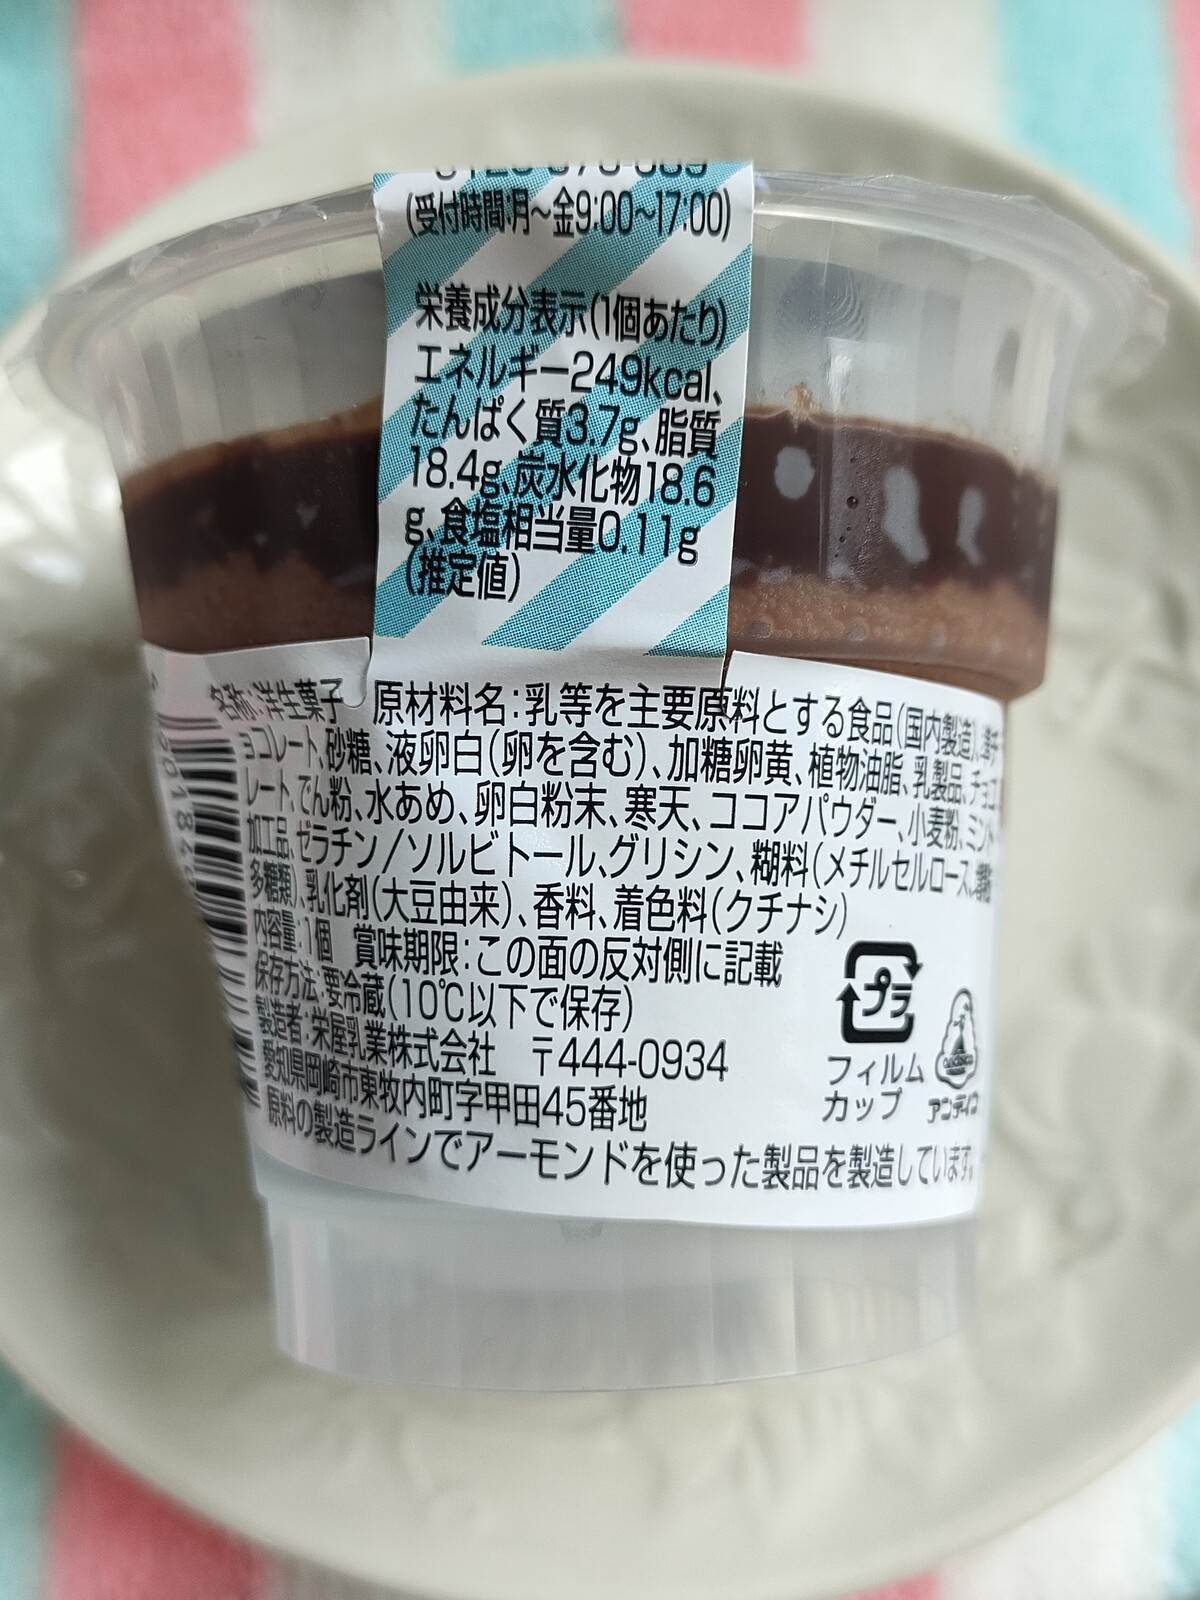 (受付時間:月～金9:00～17:00)
栄養成分表示(1個あたり)
エネルギー249kcal、
たんぱく質3.7g、脂質
18.4g、炭水化物18.6
g、食塩相当量0.11g
(推定値)
名称:洋生菓子 原材料名:乳等を主要原料とする食品(国内製造)、準チ
ョコレート、砂糖、液卵白(卵を含む)、加糖卵黄、植物油脂、乳製品、チョコ
レート、でん粉、水あめ、卵白粉末、寒天、ココアパウダー、小麦粉、ミント
加工品、ゼラチン/ソルビトール、グリシン、糊料(メチルセルロース、増粘
多糖類)、乳化剤(大豆由来)、香料、着色料(クチナシ)
内容量:1個 賞味期限:この面の反対側に記載
保存方法:要冷蔵(10℃以下で保存)
製造者:栄屋乳業株式会社 〒444-0934
愛知県岡崎市東牧内町字甲田45番地
原料の製造ラインでアーモンドを使った製品を製造しています。
プラ
フィルム
カップ
アンデイコ